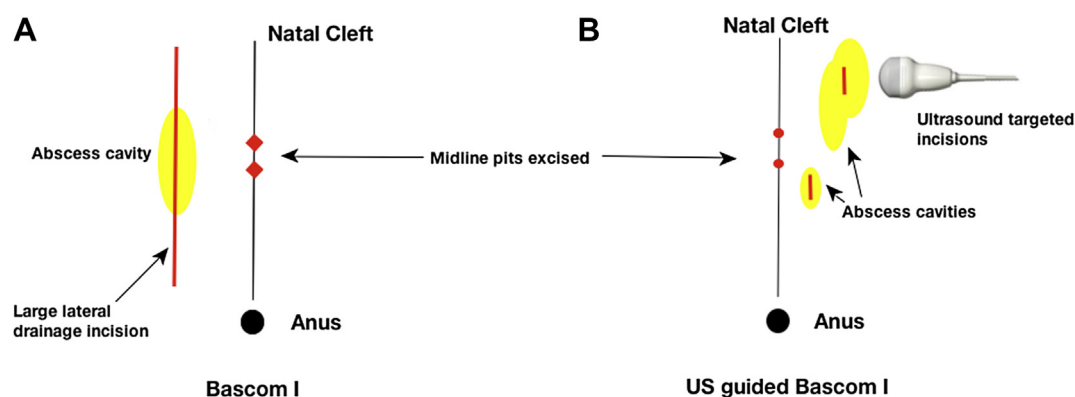 A
Natal Cleft
Abscess cavity
Large lateral
drainage incision
Anus
Bascom I
Midline pits excised
B
Natal Cleft
Ultrasound targeted
incisions
Abscess cavities
Anus
US guided Bascom I